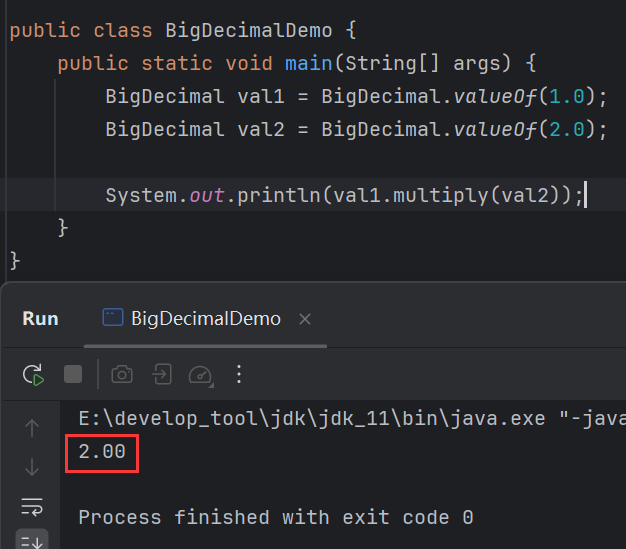 public class BigDecimalDemo {
public static void main(String[] args) {
BigDecimal val1 = BigDecimal.valueOf(1.0);
BigDecimal val2 = BigDecimal.valueOf(2.0);
System.out.println(val1.multiply(val2));
}
}
Run
BigDecimalDemo
E:\develop_tool\jdk\jdk_11\bin\java.exe "-java
2.00
Process finished with exit code 0